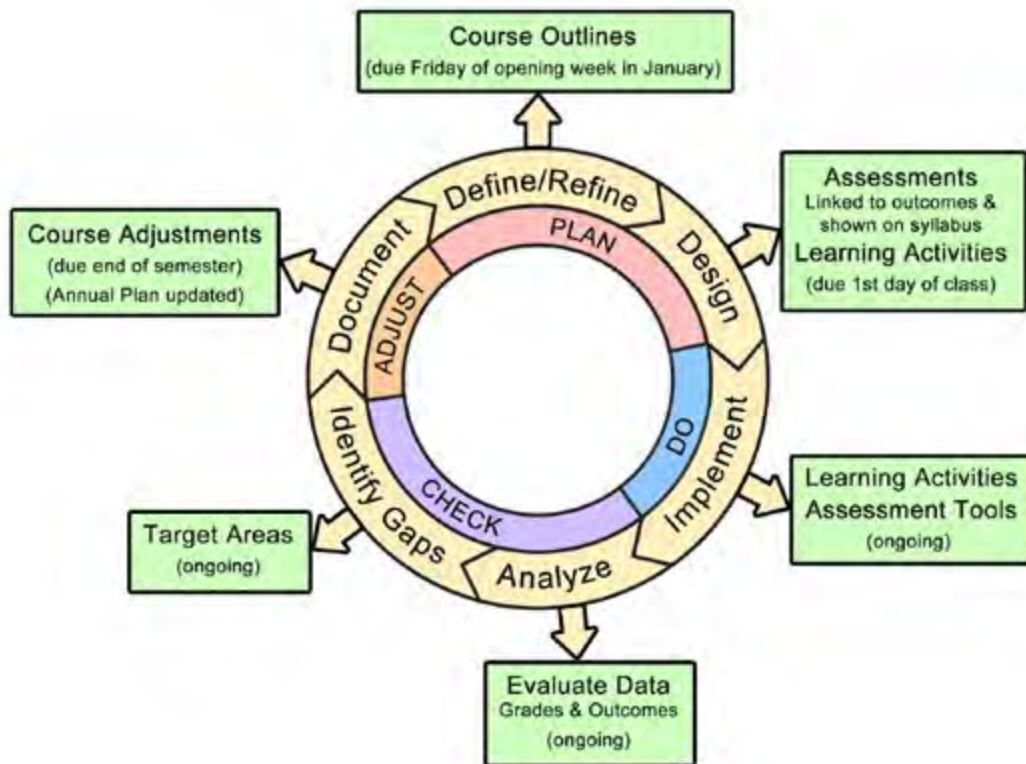 Course Outlines
(due Friday of opening week in January)
Define/Refine
PLAN
Design
Assessments
Linked to outcomes &
shown on syllabus
Learning Activities
(due 1st day of class)
DO
Implement
Learning Activities
Assessment Tools
(ongoing)
CHECK
Analyze
Evaluate Data
Grades & Outcomes
(ongoing)
Identify Gaps
Target Areas
(ongoing)
ADJUST
Document
Course Adjustments
(due end of semester)
(Annual Plan updated)